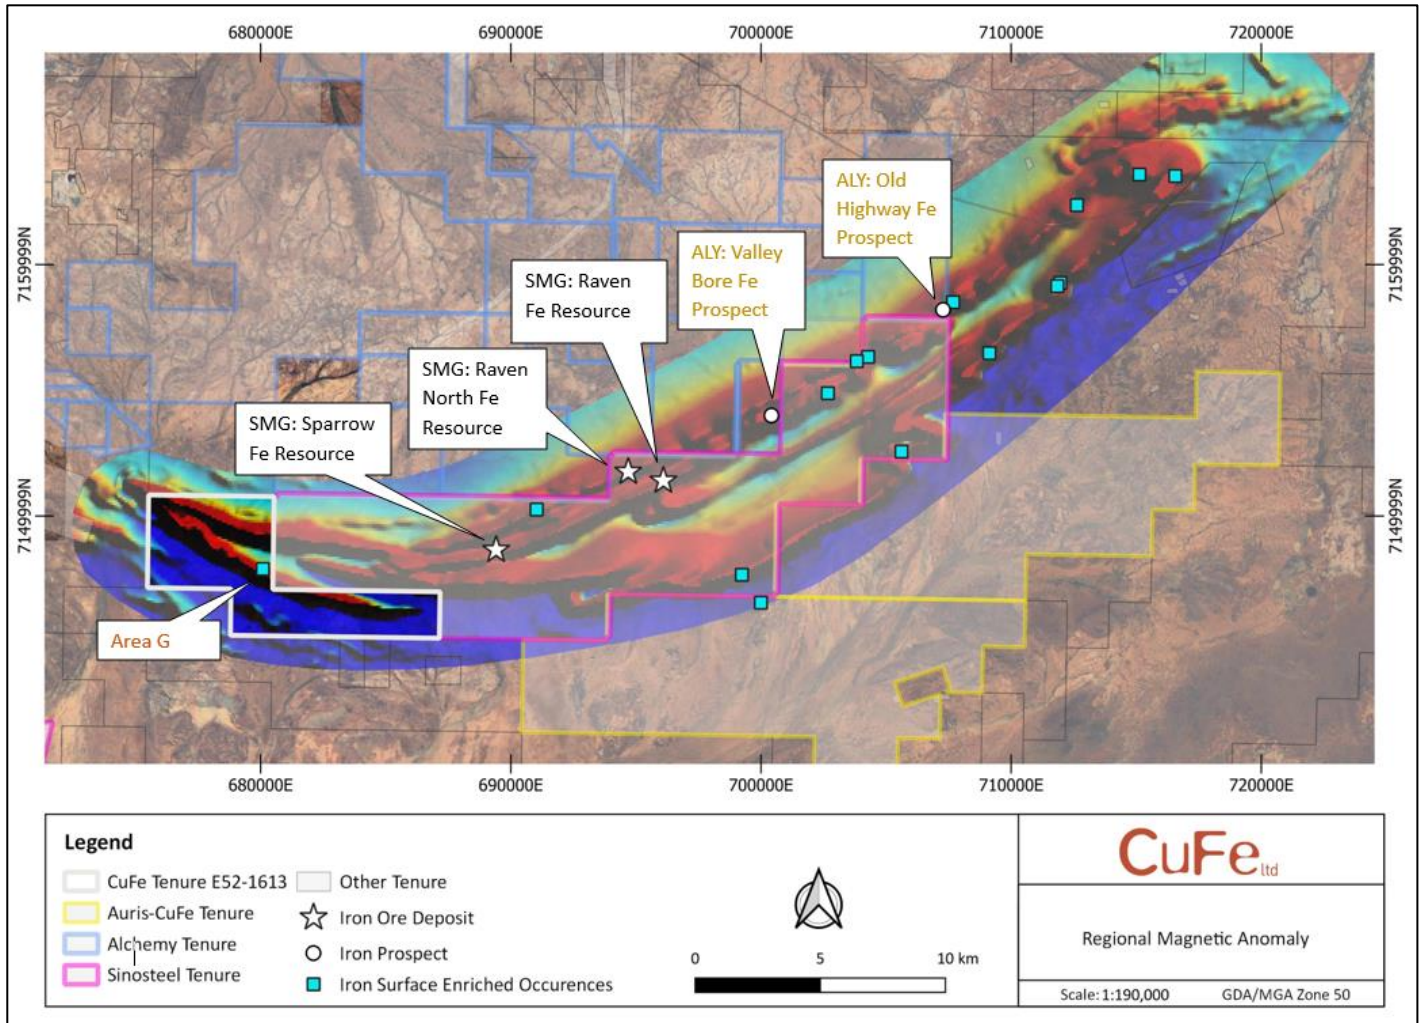 680000E 690000E 700000E 710000E 720000E
ALY: Old
Highway Fe
Prospect
ALY: Valley
Bore Fe
Prospect
SMG: Raven
Fe Resource
SMG: Raven
North Fe
Resource
SMG: Sparrow
Fe Resource
Area G
7159999N
7149999N
7159999N
7149999N
680000E 690000E 700000E 710000E 720000E
Legend
CuFe Tenure E52-1613
Auris-CuFe Tenure
Alchemy Tenure
Sinosteel Tenure
Other Tenure
Iron Ore Deposit
Iron Prospect
Iron Surface Enriched Occurences
0 5 10 km
CuFe ltd
Regional Magnetic Anomaly
Scale: 1:190,000 GDA/MGA Zone 50